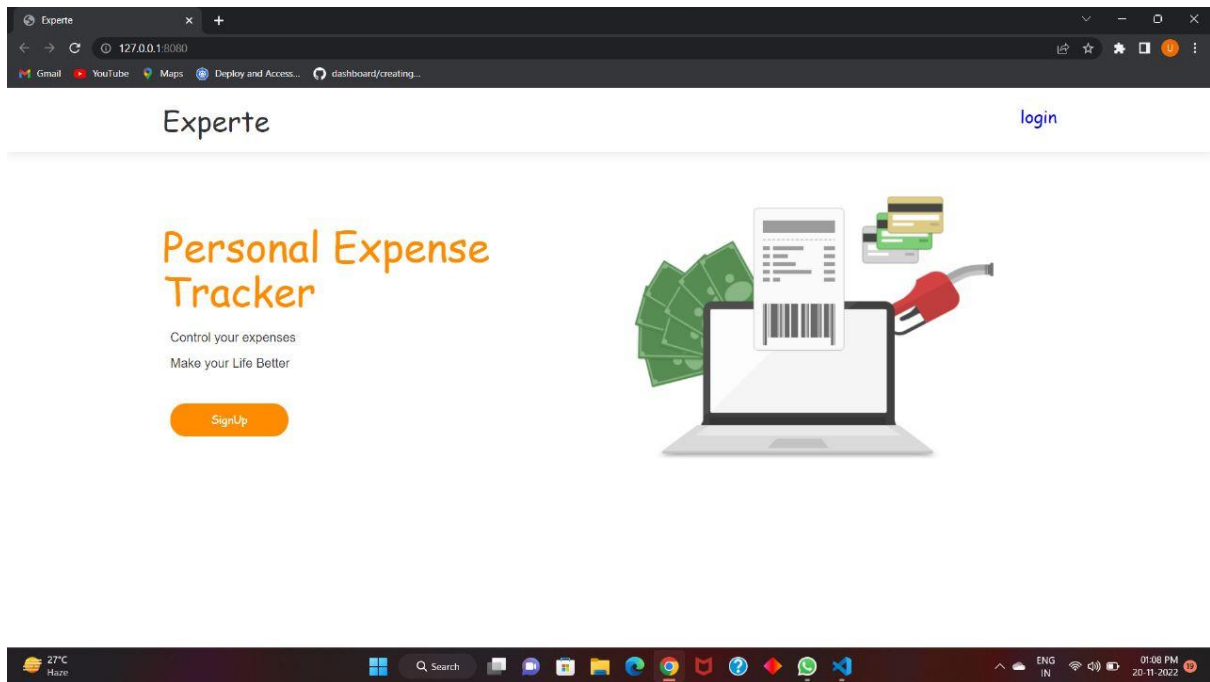 Experte
127.0.0.1:8080
Gmail YouTube Maps Deploy and Access... dashboard/creating...
U
Experte
login
Personal Expense
Tracker
Control your expenses
Make your Life Better
SignUp
27°C
Haze
Search
ENG
IN
01:08 PM
20-11-2022
19